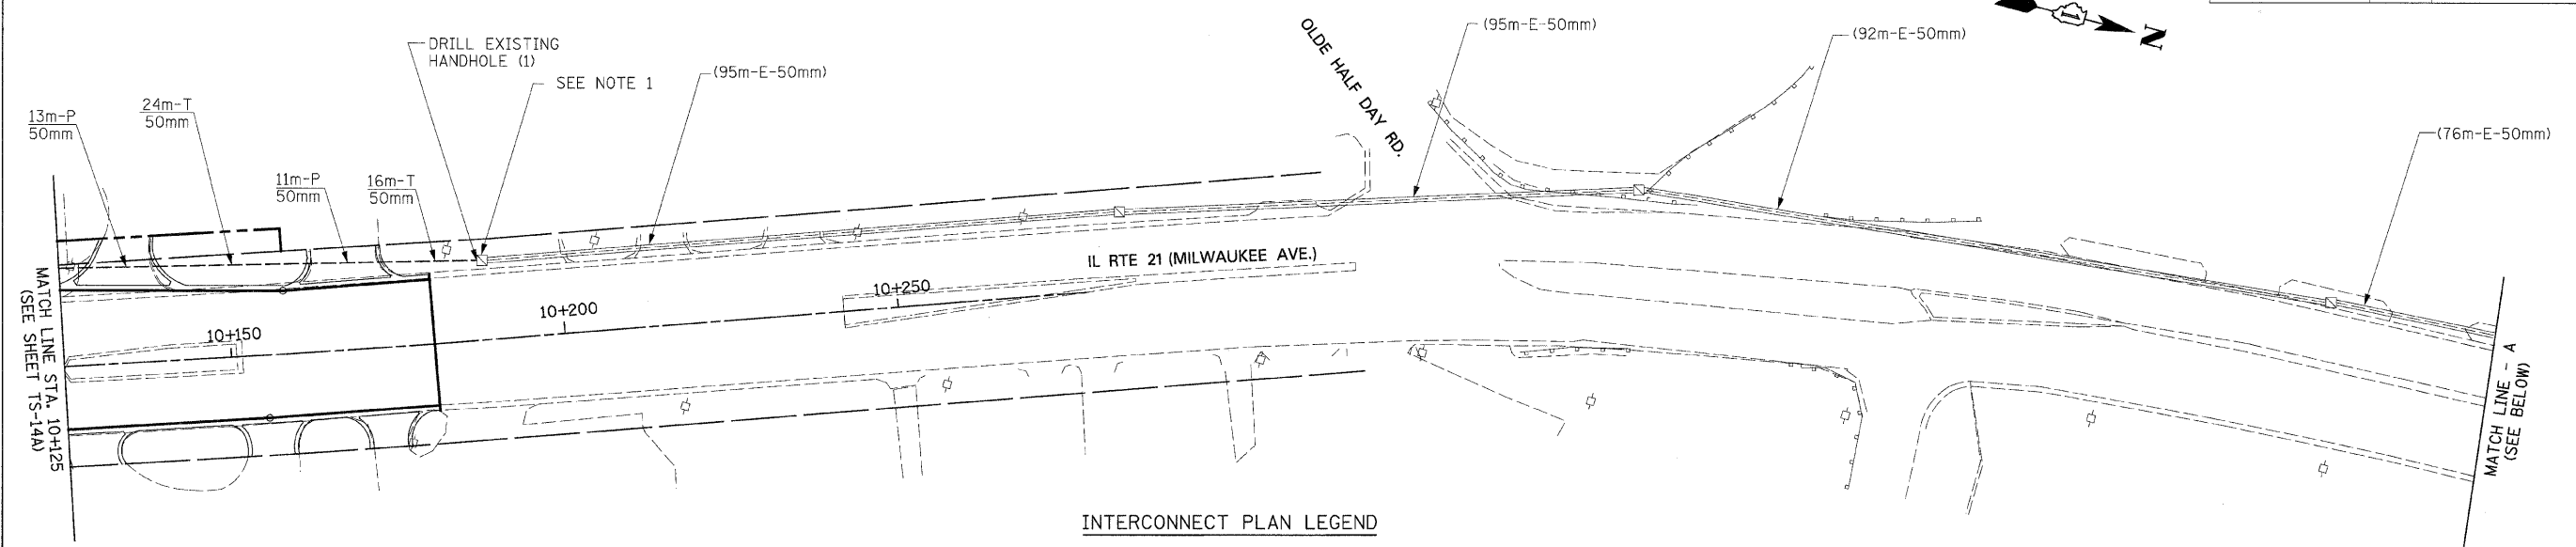 DRILL EXISTING
HANDHOLE (1)
SEE NOTE 1
(95m-E-50mm)
OLDE HALF DAY RD.
(95m-E-50mm)
(92m-E-50mm)
N
(76m-E-50mm)
13m-P
50mm
24m-T
50mm
11m-P
50mm
16m-T
50mm
IL RTE 21 (MILWAUKEE AVE.)
10+150
10+200
10+250
MATCH LINE STA. 10+125
(SEE SHEET TS-14A)
MATCH LINE - A
(SEE BELOW)
INTERCONNECT PLAN LEGEND